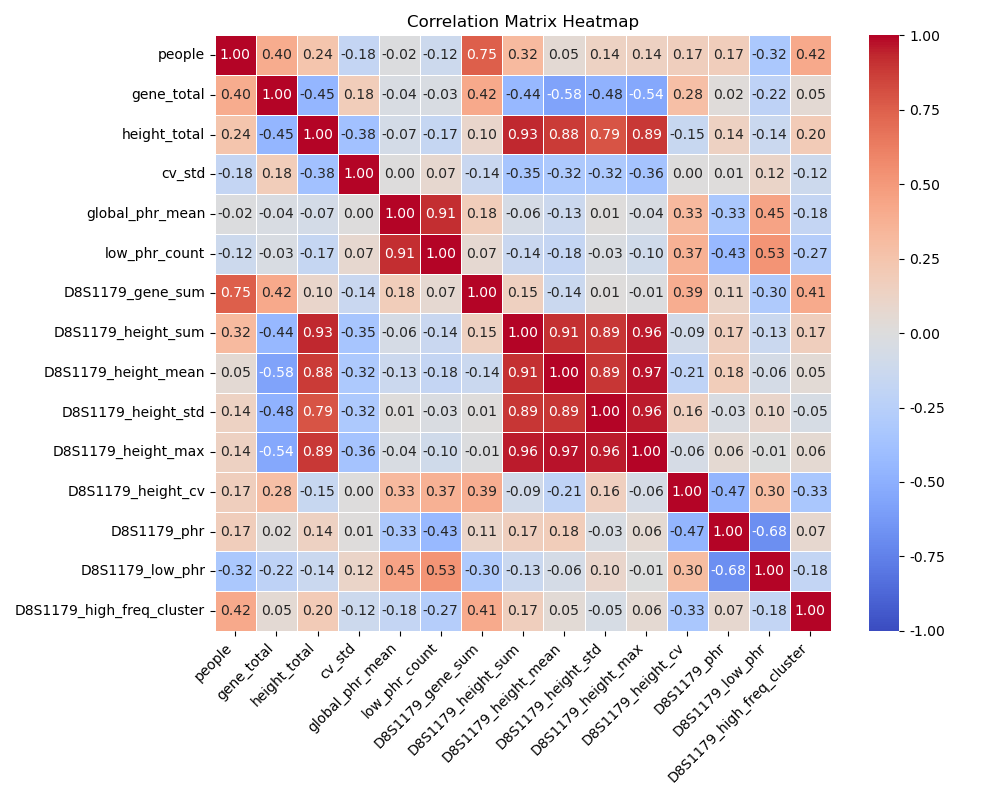 Correlation Matrix Heatmap
people 1.00 0.40 0.24 -0.18 -0.02 -0.12 0.75 0.32 0.05 0.14 0.14 0.17 0.17 -0.32 0.42
gene_total 0.40 1.00 -0.45 0.18 -0.04 -0.03 0.42 -0.44 -0.58 -0.48 -0.54 0.28 0.02 -0.22 0.05
height_total 0.24 -0.45 1.00 -0.38 -0.07 -0.17 0.10 0.93 0.88 0.79 0.89 -0.15 0.14 -0.14 0.20
cv_std -0.18 0.18 -0.38 1.00 0.00 0.07 -0.14 -0.35 -0.32 -0.32 -0.36 0.00 0.01 0.12 -0.12
global_phr_mean -0.02 -0.04 -0.07 0.00 1.00 0.91 0.18 -0.06 -0.13 0.01 -0.04 0.33 -0.33 0.45 -0.18
low_phr_count -0.12 -0.03 -0.17 0.07 0.91 1.00 0.07 -0.14 -0.18 -0.03 -0.10 0.37 -0.43 0.53 -0.27
D8S1179_gene_sum 0.75 0.42 0.10 -0.14 0.18 0.07 1.00 0.15 -0.14 0.01 -0.01 0.39 0.11 -0.30 0.41
D8S1179_height_sum 0.32 -0.44 0.93 -0.35 -0.06 -0.14 0.15 1.00 0.91 0.89 0.96 -0.09 0.17 -0.13 0.17
D8S1179_height_mean 0.05 -0.58 0.88 -0.32 -0.13 -0.18 -0.14 0.91 1.00 0.89 0.97 -0.21 0.18 -0.06 0.05
D8S1179_height_std 0.14 -0.48 0.79 -0.32 0.01 -0.03 0.01 0.89 0.89 1.00 0.96 0.16 -0.03 0.10 -0.05
D8S1179_height_max 0.14 -0.54 0.89 -0.36 -0.04 -0.10 -0.01 0.96 0.97 0.96 1.00 -0.06 0.06 -0.01 0.06
D8S1179_height_cv 0.17 0.28 -0.15 0.00 0.33 0.37 0.39 -0.09 -0.21 0.16 -0.06 1.00 -0.47 0.30 -0.33
D8S1179_phr 0.17 0.02 0.14 0.01 -0.33 -0.43 0.11 0.17 0.18 -0.03 0.06 -0.47 1.00 -0.68 0.07
D8S1179_low_phr -0.32 -0.22 -0.14 0.12 0.45 0.53 -0.30 -0.13 -0.06 0.10 -0.01 0.30 -0.68 1.00 -0.18
D8S1179_high_freq_cluster 0.42 0.05 0.20 -0.12 -0.18 -0.27 0.41 0.17 0.05 -0.05 0.06 -0.33 0.07 -0.18 1.00
people
gene_total
height_total
cv_std
global_phr_mean
low_phr_count
D8S1179_gene_sum
D8S1179_height_sum
D8S1179_height_mean
D8S1179_height_std
D8S1179_height_max
D8S1179_height_cv
D8S1179_phr
D8S1179_low_phr
D8S1179_high_freq_cluster
1.00
0.75
0.50
0.25
0.00
-0.25
-0.50
-0.75
-1.00